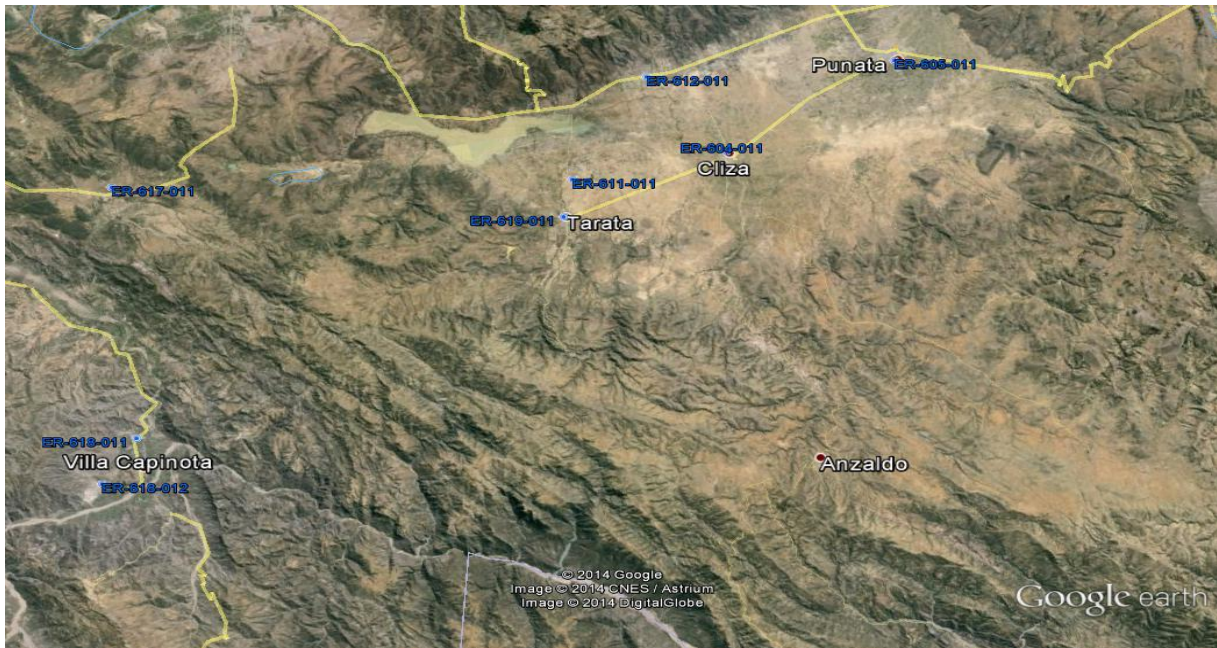 Punata
ER-605-011
ER-612-011
ER-604-011
Cliza
ER-617-011
ER-611-011
ER-619-011
Tarata
ER-618-011
Villa Capinota
Anzaldo
ER-618-012
© 2014 Google
Image © 2014 CNES / Astrium
Image © 2014 DigitalGlobe
Google earth